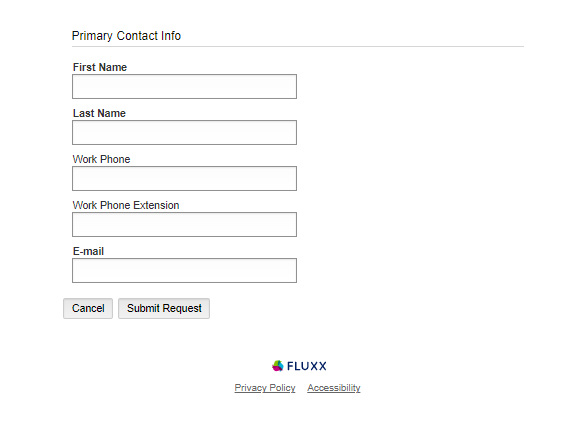 Primary Contact Info
First Name
Last Name
Work Phone
Work Phone Extension
E-mail
Cancel Submit Request
FLUXX
Privacy Policy Accessibility